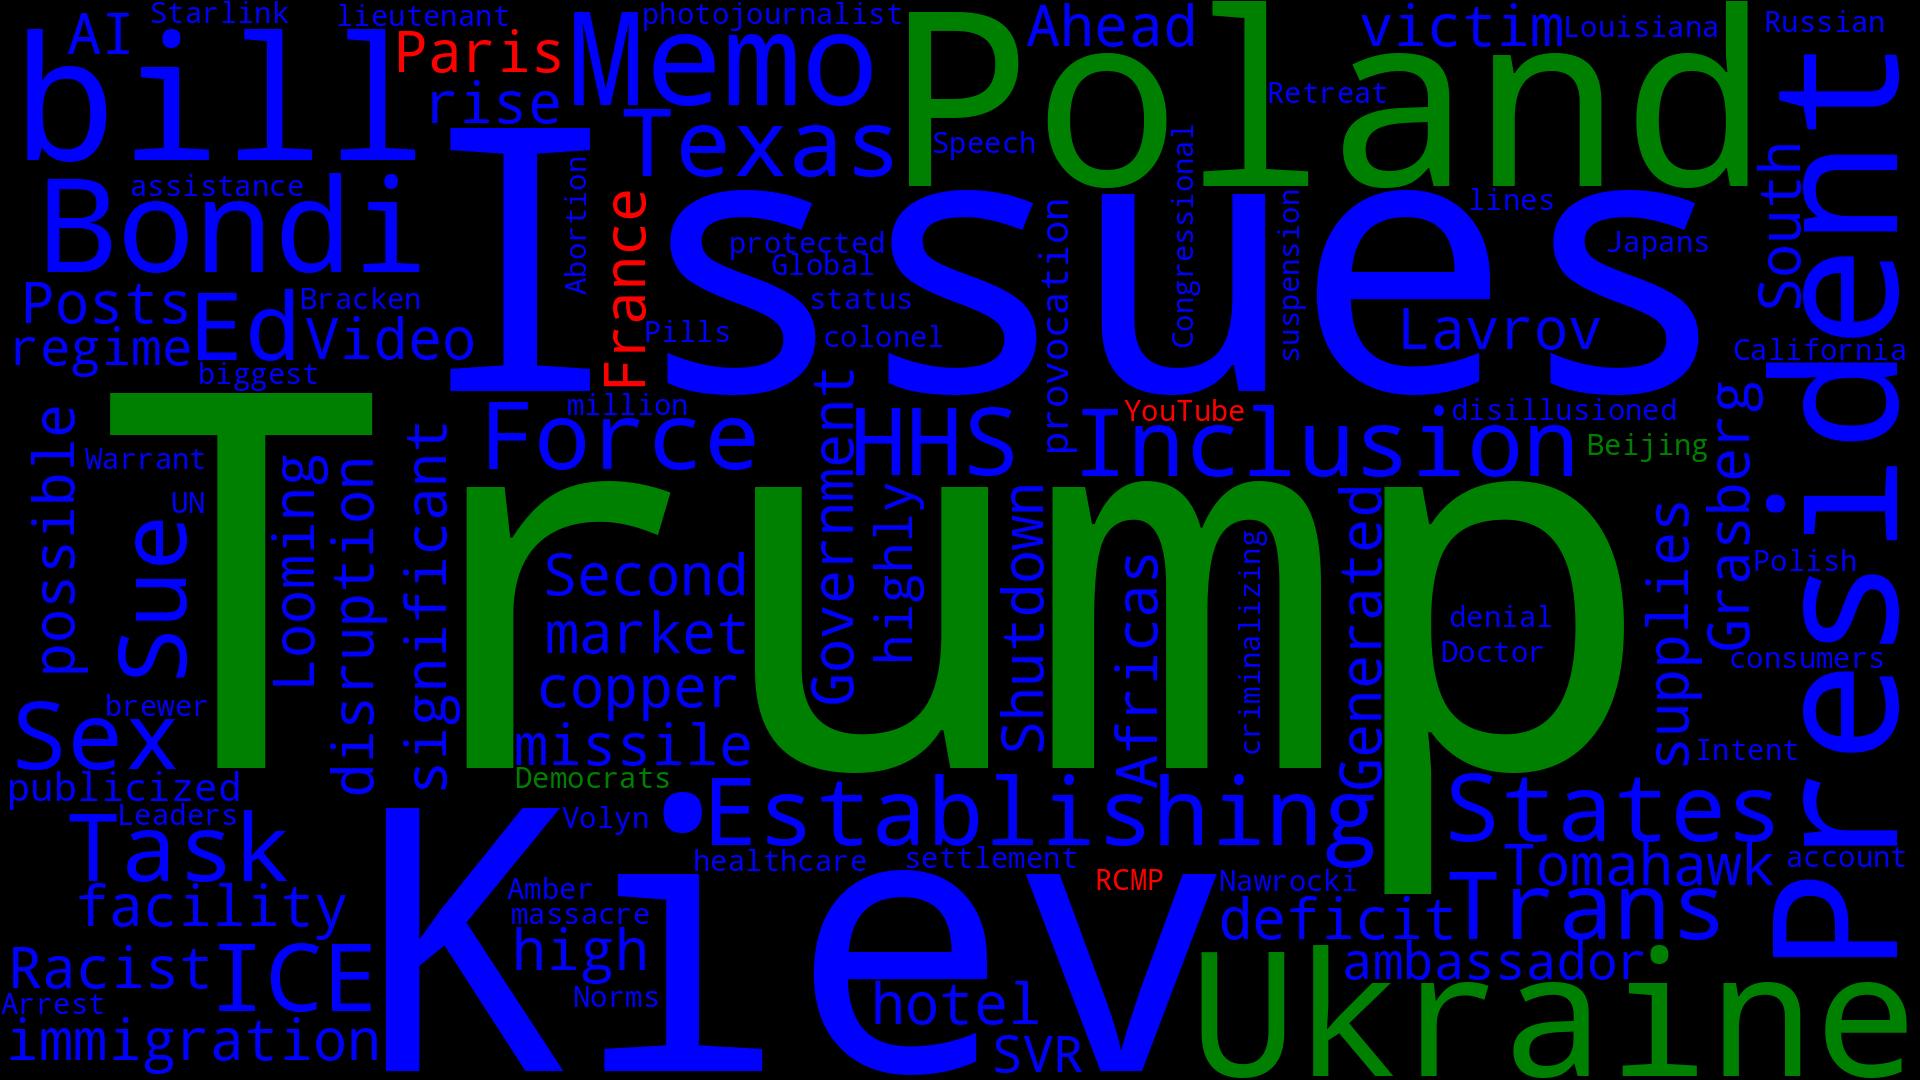 AI
Starlink
lieutenant
photojournalist
Poland
Ahead
victim
Louisiana
Russian
bill
Paris
Memo
rise
Retreat
Texas
Speech
President
Issues
Abortion
Congressional
South
Bondi
assistance
France
protected
Global
provocation
suspension
lines
Japans
Posts
Ed
Bracken
Video
status
Pills
colonel
Lavrov
regime
California
biggest
Trump
possible
Force
million
Government
HHS
YouTube
Inclusion
disillusioned
Beijing
Grasberg
Warrant
Looming
disruption
significant
UN
highly
Shutdown
Generated
supplies
sue
Second
Africas
criminalizing
Polish
market
denial
Doctor
consumers
copper
Sex
brewer
missile
Intent
Democrats
publicized
Leaders
Task
Kiev
Volyn
Establishing
States
healthcare
settlement
Tomahawk
account
facility
Amber
massacre
RCMP
Nawrocki
deficit
Trans
high
Racist
ICE
ambassador
Ukraine
Arrest
Norms
hotel
immigration
SVR